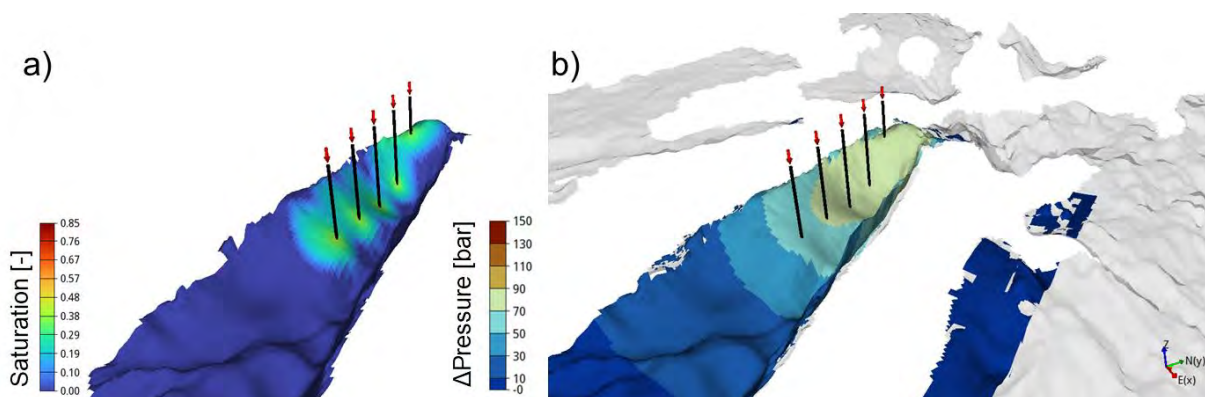 a)
b)
Saturation [-]
0.85
0.76
0.67
0.57
0.48
0.38
0.29
0.19
0.10
0.00
ΔPressure [bar]
150
130
110
90
70
50
30
10
-0
Z
N(y)
E(x)